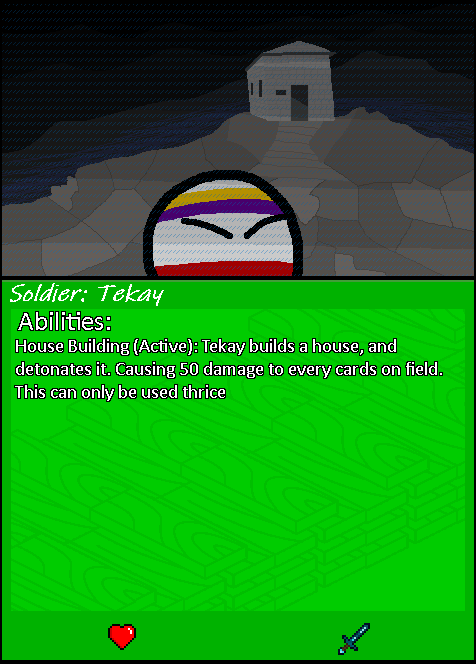 Soldier: Tekay
Abilities:
House Building (Active): Tekay builds a house, and
detonates it. Causing 50 damage to every cards on field.
This can only be used thrice